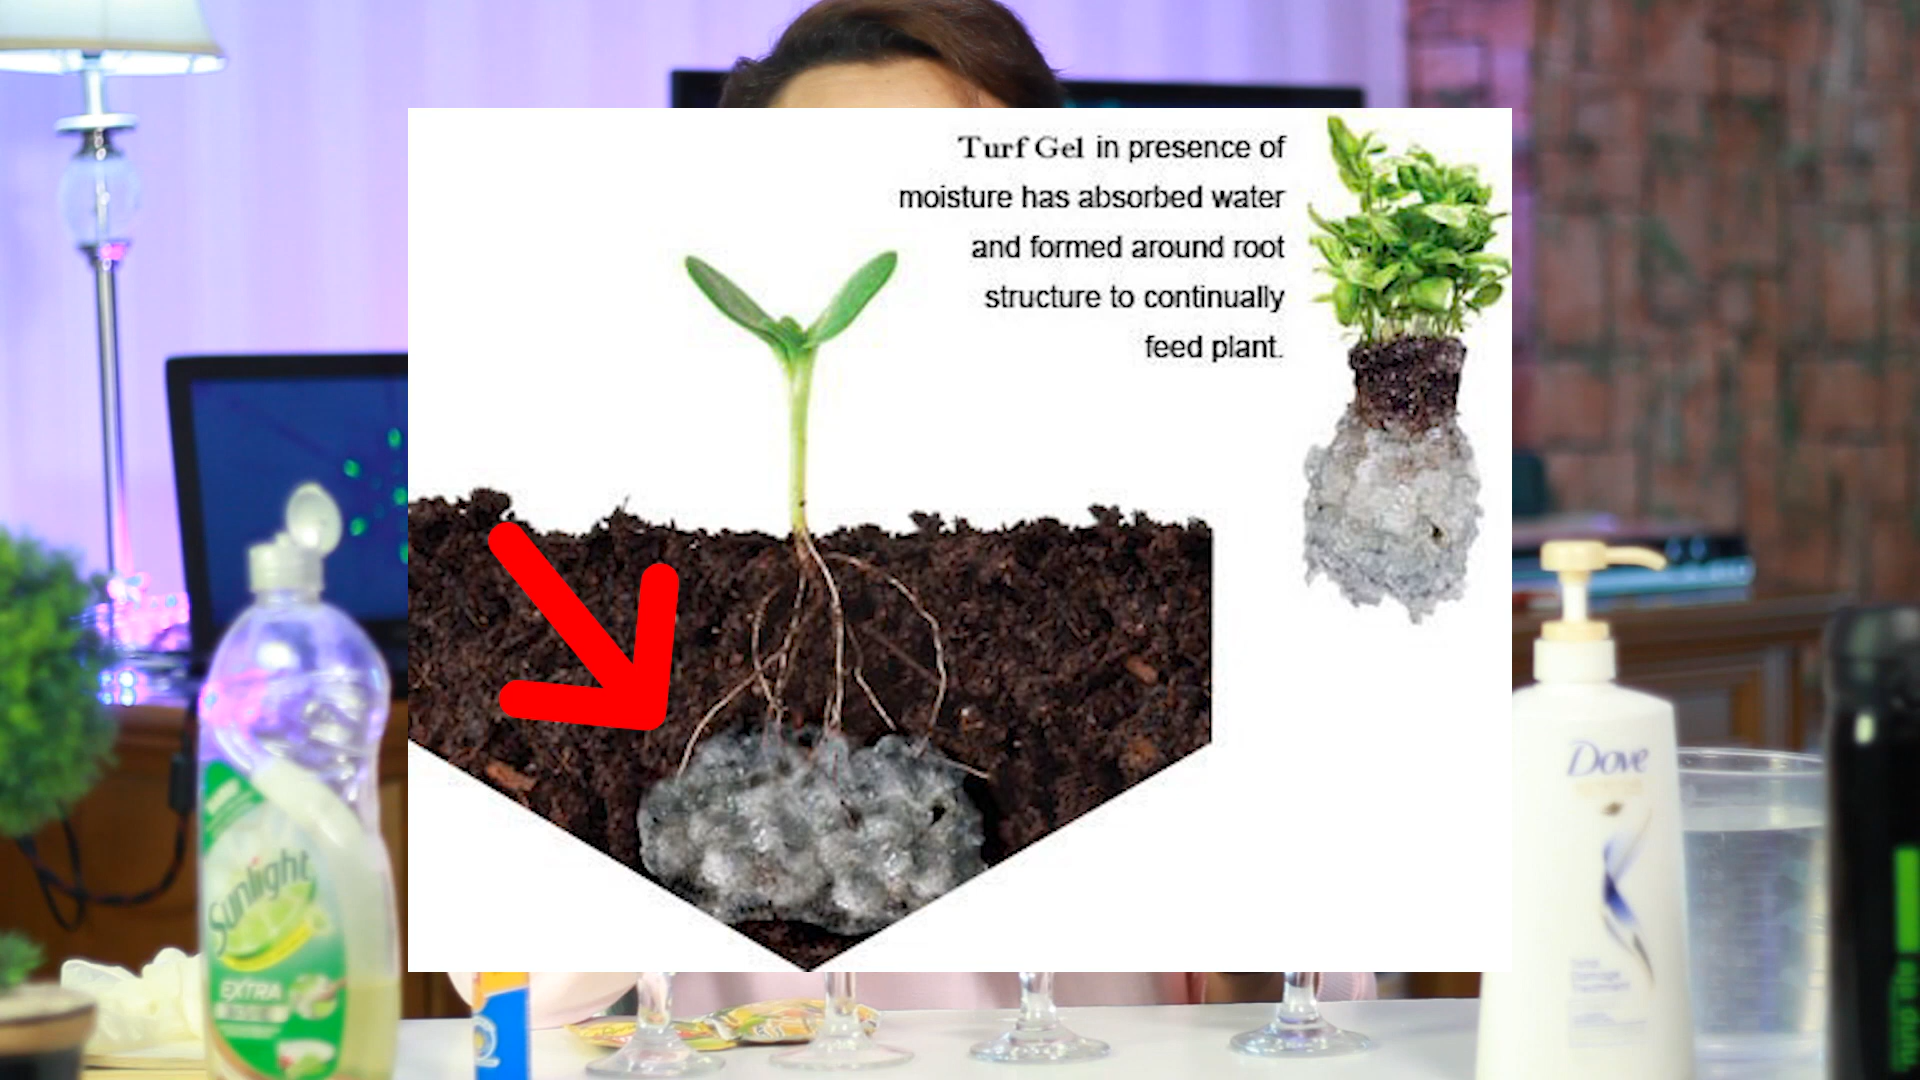 Turf Gel in presence of
moisture has absorbed water
and formed around root
structure to continually
feed plant.
Sunlight
EXTRA
Dove